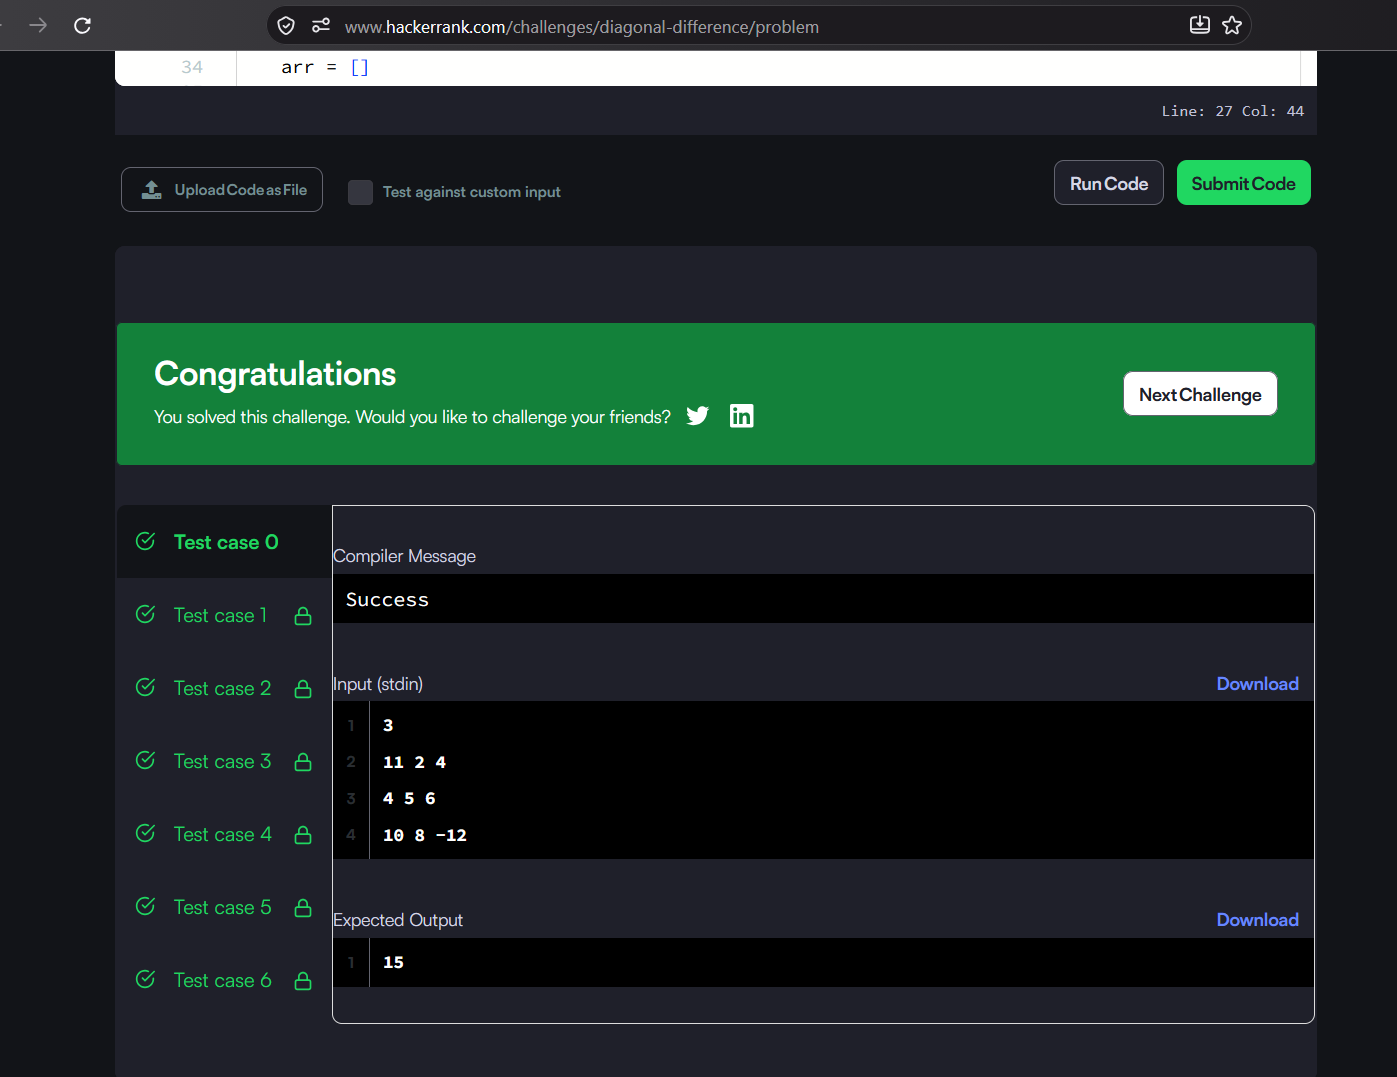 www.hackerrank.com/challenges/diagonal-difference/problem
34 arr = []
Line: 27 Col: 44
Upload Code as File
Test against custom input
Run Code
Submit Code
Congratulations
You solved this challenge. Would you like to challenge your friends?
Next Challenge
Test case 0
Test case 1
Test case 2
Test case 3
Test case 4
Test case 5
Test case 6
Compiler Message
Success
Input (stdin)
Download
1 3
2 11 2 4
3 4 5 6
4 10 8 -12
Expected Output
Download
1 15